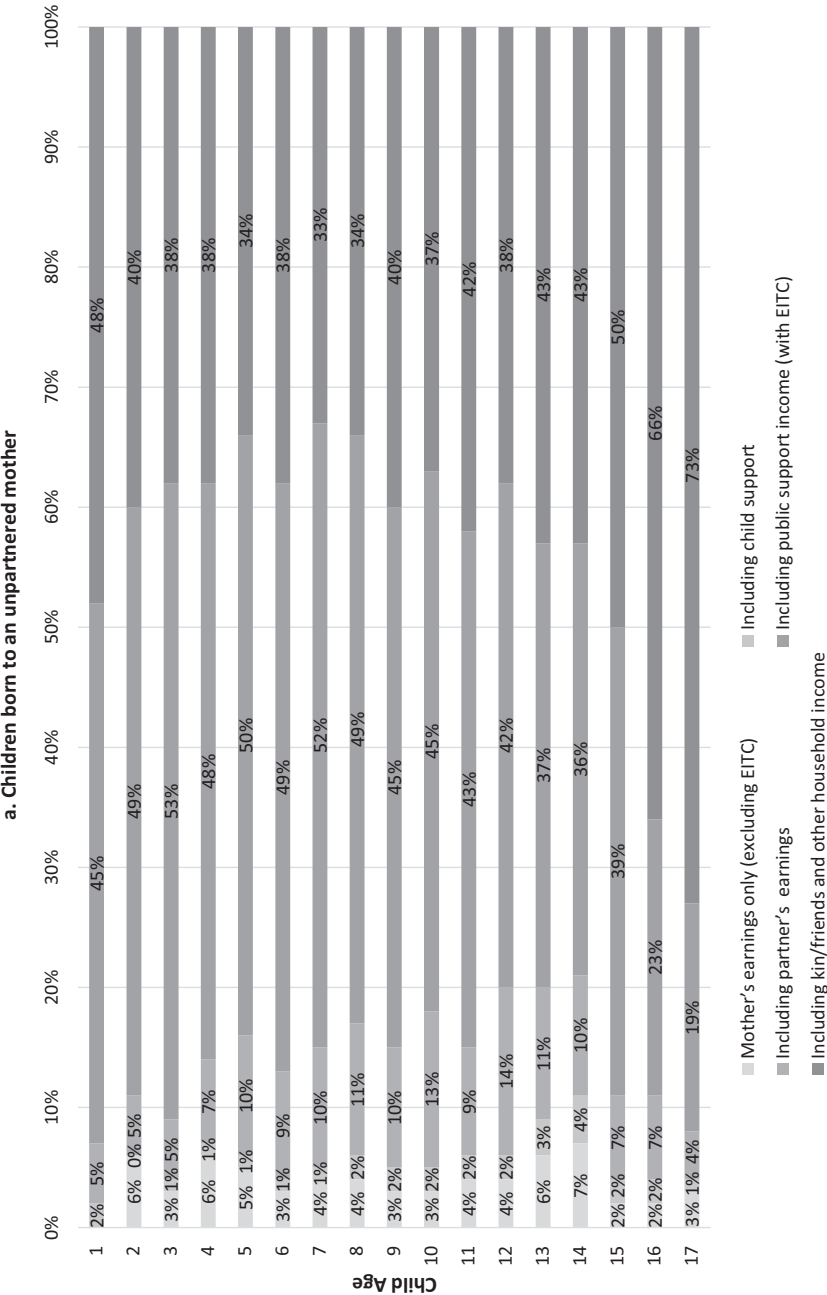 a. Children born to an unpartnered mother
0% 10% 20% 30% 40% 50% 60% 70% 80% 90% 100%
Child Age
1 2% 5% 45% 48%
2 6% 0% 5% 49% 40%
3 3% 1% 5% 53% 38%
4 6% 1% 7% 48% 38%
5 5% 1% 10% 50% 34%
6 3% 1% 9% 49% 38%
7 4% 1% 10% 52% 33%
8 4% 2% 11% 49% 34%
9 3% 2% 10% 45% 40%
10 3% 2% 13% 45% 37%
11 4% 2% 9% 43% 42%
12 4% 2% 14% 42% 38%
13 6% 3% 11% 37% 43%
14 7% 4% 10% 36% 43%
15 2% 2% 7% 39% 50%
16 2% 2% 7% 23% 66%
17 3% 1% 4% 19% 73%
Mother's earnings only (excluding EITC) Including child support
Including partner's earnings Including public support income (with EITC)
Including kin/friends and other household income